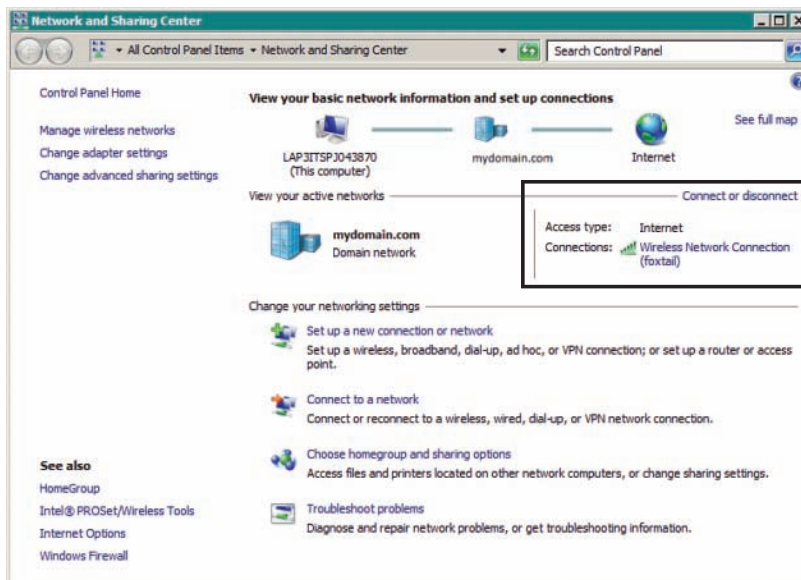 Network and Sharing Center
All Control Panel Items
Network and Sharing Center
Search Control Panel
Control Panel Home
Manage wireless networks
Change adapter settings
Change advanced sharing settings
View your basic network information and set up connections
See full map
LAP3ITSPJ043870
(This computer)
mydomain.com
Internet
View your active networks
Connect or disconnect
mydomain.com
Domain network
Access type: Internet
Connections: Wireless Network Connection
(foxtail)
Change your networking settings
Set up a new connection or network
Set up a wireless, broadband, dial-up, ad hoc, or VPN connection; or set up a router or access
point.
Connect to a network
Connect or reconnect to a wireless, wired, dial-up, or VPN network connection.
Choose homegroup and sharing options
Access files and printers located on other network computers, or change sharing settings.
Troubleshoot problems
Diagnose and repair network problems, or get troubleshooting information.
See also
HomeGroup
Intel® PROSet/Wireless Tools
Internet Options
Windows Firewall